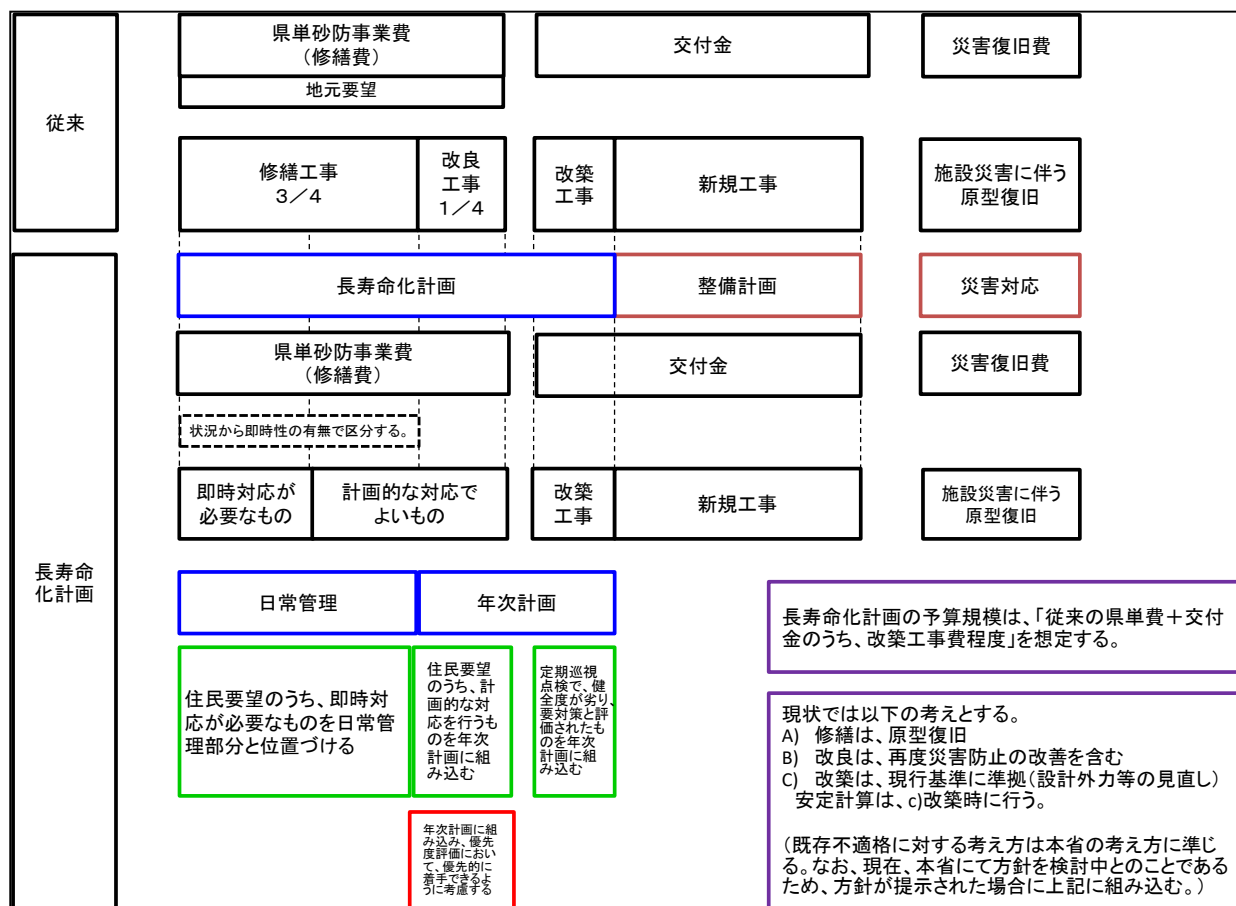 従来
県単砂防事業費
（修繕費）
地元要望
交付金
災害復旧費
修繕工事
３／４
改良
工事
１／４
改築
工事
新規工事
施設災害に伴う
原型復旧
長寿命
化計画
長寿命化計画
整備計画
災害対応
県単砂防事業費
（修繕費）
交付金
災害復旧費
状況から即時性の有無で区分する。
即時対応が
必要なもの
計画的な対応で
よいもの
改築
工事
新規工事
施設災害に伴う
原型復旧
日常管理
年次計画
住民要望のうち、即時対
応が必要なものを日常管
理部分と位置づける
住民要望
のうち、計
画的な対
応を行うも
のを年次
計画に組
み込む
定期巡視
点検で、健
全度が劣り、
要対策と評
価されたも
のを年次
計画に組
み込む
年次計画に組
み込み、優先
度評価におい
て、優先的に
着手できるよ
うに考慮する
長寿命化計画の予算規模は、「従来の県単費＋交付
金のうち、改築工事費程度」を想定する。
現状では以下の考えとする。
A) 修繕は、原型復旧
B) 改良は、再度災害防止の改善を含む
C) 改築は、現行基準に準拠（設計外力等の見直し）
安定計算は、c)改築時に行う。
（既存不適格に対する考え方は本省の考え方に準じ
る。なお、現在、本省にて方針を検討中とのことである
ため、方針が提示された場合に上記に組み込む。）